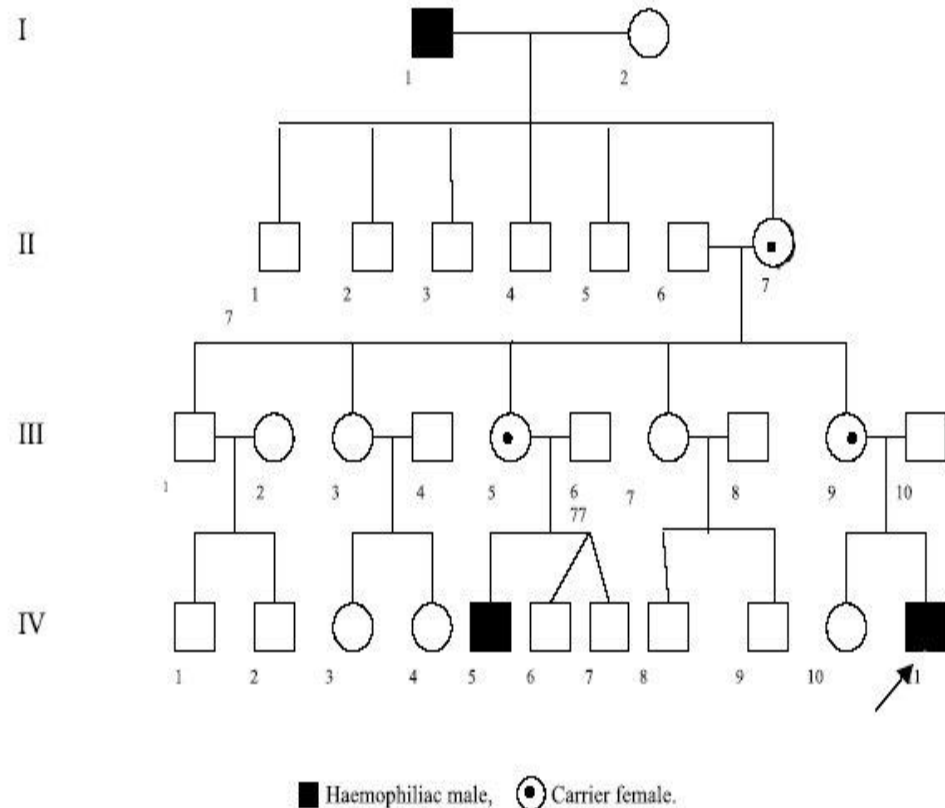 I
1 2
II
1 2 3 4 5 6 7
7
III
1 2 3 4 5 6 7 8 9 10
77
IV
1 2 3 4 5 6 7 8 9 10 11
Haemophiliac male, Carrier female.